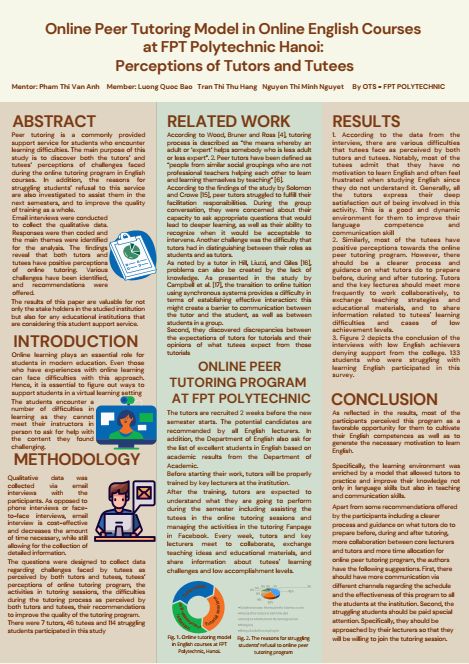 Online Peer Tutoring Model in Online English Courses
at FPT Polytechnic Hanoi:
Perceptions of Tutors and Tutees
Mentor: Pham Thi Van Anh Member: Luong Quoc Bao Tran Thi Thu Hang Nguyen Thi Minh Nguyet By OTS • FPT POLYTECHNIC
ABSTRACT
Peer tutoring is a commonly provided
support service for students who encounter
learning difficulties. The main purpose of this
study is to discover both the tutors' and
tutees' perceptions of challenges faced
during the online tutoring program in English
courses. In addition, the reasons for
struggling students' refusal to this service
are also investigated to assist them in the
next semesters, and to improve the quality
of training as a whole.
Email interviews were conducted
to collect the qualitative data.
Responses were then coded and
the main themes were identified
for the analysis. The findings
reveal that both tutors and
tutees have positive perceptions
of online tutoring. Various
challenges have been identified,
and recommendations were
offered.
The results of this paper are valuable for not
only the stake holders in the studied institution
but also for any educational institutions that
are considering this student support service.
INTRODUCTION
Online learning plays an essential role for
students in modern education. Even those
who have experiences with online learning
can face difficulties with this approach.
Hence, it is essential to figure out ways to
support students in a virtual learning setting
The students encounter a
number of difficulties in
learning as they cannot
meet their instructors in
person to ask for help with
the content they found
challenging.
METHODOLOGY
Qualitative data was
collected via email
interviews with the
participants. As opposed to
phone interviews or face-
to-face interviews, email
interview is cost-effective
and decreases the amount
of time necessary, while still
allowing for the collection of
detailed information.
The questions were designed to collect data
regarding challenges faced by tutees as
perceived by both tutors and tutees, tutees'
perceptions of online tutoring program, the
activities in tutoring sessions, the difficulties
during the tutoring process as perceived by
both tutors and tutees, their recommendations
to improve the quality of the tutoring program.
There were 7 tutors, 46 tutees and 114 struggling
students participated in this study
RELATED WORK
According to Wood, Bruner and Ross [4], tutoring
process is described as "the means whereby an
adult or 'expert' helps somebody who is less adult
or less expert". 2. Peer tutors have been defined as
"people from similar social groupings who are not
professional teachers helping each other to learn
and learning themselves by teaching" [6].
According to the findings of the study by Solomon
and Crowe [15], peer tutors struggled to fulfill their
facilitation responsibilities. During the group
conversation, they were concerned about their
capacity to ask appropriate questions that would
lead to deeper learning, as well as their ability to
recognize when it would be acceptable to
intervene. Another challenge was the difficulty that
tutors had in distinguishing between their roles as
students and as tutors.
As noted by a tutor in Hill, Liuzzi, and Giles [16],
problems can also be created by the lack of
knowledge. As presented in the study by
Campbell et al. [17], the transition to online tuition
using synchronous systems provides a difficulty in
terms of establishing effective interaction: this
might create a barrier to communication between
the tutor and the student, as well as between
students in a group.
Second, they discovered discrepancies between
the expectations of tutors for tutorials and their
opinions of what tutees expect from those
tutorials
ONLINE PEER
TUTORING PROGRAM
AT FPT POLYTECHNIC
The tutors are recruited 2 weeks before the new
semester starts. The potential candidates are
recommended by all English lecturers. In
addition, the Department of English also ask for
the list of excellent students in English based on
academic results from the Department of
Academic.
Before starting their work, tutors will be properly
trained by key lecturers at the institution.
After the training, tutors are expected to
understand what they are going to perform
during the semester including assisting the
tutees in the online tutoring sessions and
managing the activities in the tutoring Fanpage
in Facebook. Every week, tutors and key
lecturers meet to collaborate, exchange
teaching ideas and educational materials, and
share information about tutees' learning
challenges and low accomplishment levels.
Fig. 1. Online tutoring model
in English courses at FPT
Polytechnic, Hanoi.
Fig. 2. The reasons for struggling
students' refusal to online peer
tutoring program
RESULTS
1. According to the data from the
interview, there are various difficulties
that tutees face as perceived by both
tutors and tutees. Notably, most of the
tutees admit that they have no
motivation to learn English and often feel
frustrated when studying English since
they do not understand it. Generally, all
the tutors express their deep
satisfaction out of being involved in this
activity. This is a good and dynamic
environment for them to improve their
language competence and
communication skill
2. Similarly, most of the tutees have
positive perceptions towards the online
peer tutoring program. However, there
should be a clearer process and
guidance on what tutors do to prepare
before, during and after tutoring. Tutors
and the key lecturers should meet more
frequently to work collaboratively, to
exchange teaching strategies and
educational materials, and to share
information related to tutees' learning
difficulties and cases of low
achievement levels.
3. Figure 2 depicts the conclusion of the
interviews with low English achievers
denying support from the college. 133
students who were struggling with
learning English participated in this
survey.
CONCLUSION
As reflected in the results, most of the
participants perceived this program as a
favorable opportunity for them to cultivate
their English competences as well as to
generate the necessary motivation to learn
English.
Specifically, the learning environment was
enriched by a model that allowed tutors to
practice and improve their knowledge not
only in language skills but also in teaching
and communication skills.
Apart from some recommendations offered
by the participants including a clearer
process and guidance on what tutors do to
prepare before, during and after tutoring,
more collaboration between core lecturers
and tutors and more time allocation for
online peer tutoring program, the authors
have the following suggestions. First, there
should have more communication via
different channels regarding the schedule
and the effectiveness of this program to all
the students at the institution. Second, the
struggling students should be paid special
attention. Specifically, they should be
approached by their lecturers so that they
will be willing to join the tutoring session.